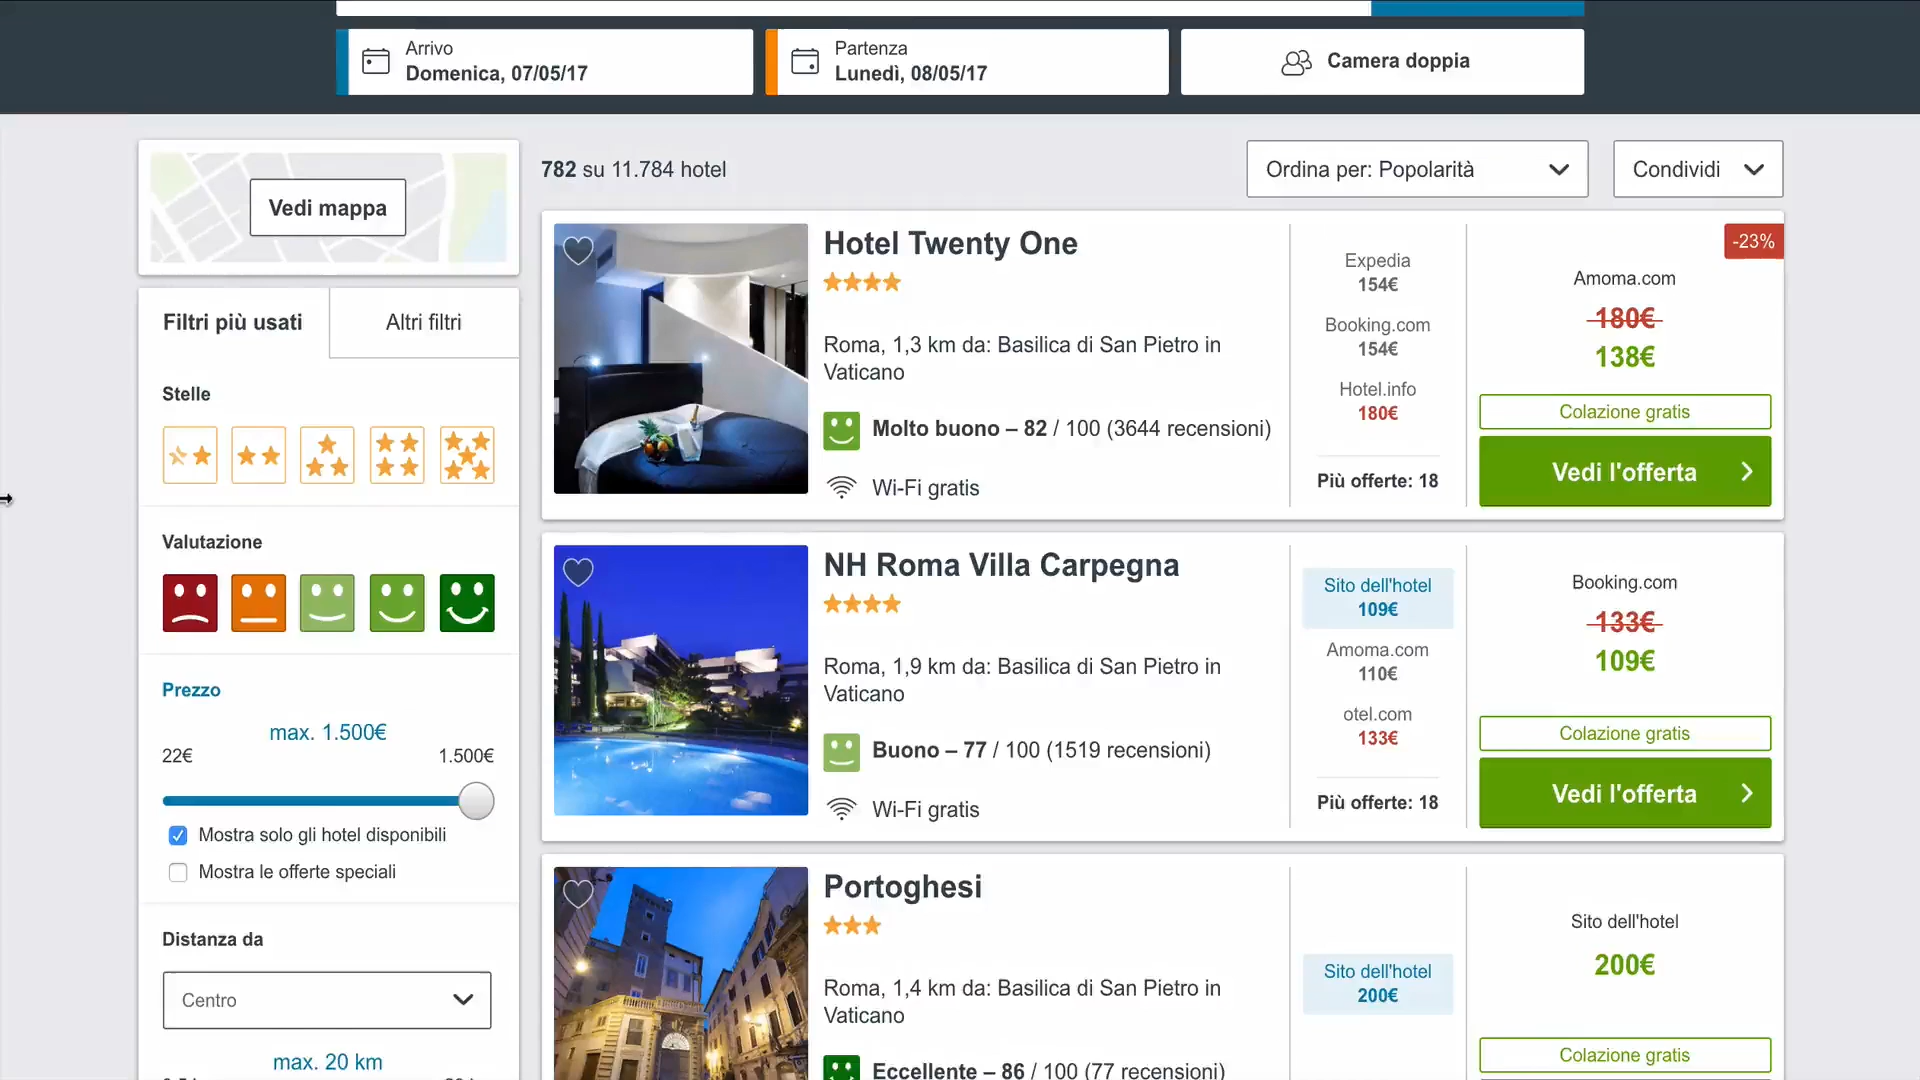 Arrivo
Domenica, 07/05/17
Partenza
Lunedì, 08/05/17
Camera doppia
Vedi mappa
782 su 11.784 hotel
Ordina per: Popolarità
Condividi
Filtri più usati
Altri filtri
Stelle
Valutazione
Prezzo
max. 1.500€
22€
1.500€
Mostra solo gli hotel disponibili
Mostra le offerte speciali
Distanza da
Centro
max. 20 km
Hotel Twenty One
Roma, 1,3 km da: Basilica di San Pietro in
Vaticano
Molto buono – 82 / 100 (3644 recensioni)
Wi-Fi gratis
Expedia
154€
Booking.com
154€
Hotel.info
180€
Più offerte: 18
-23%
Amoma.com
180€
138€
Colazione gratis
Vedi l'offerta
NH Roma Villa Carpegna
Roma, 1,9 km da: Basilica di San Pietro in
Vaticano
Buono – 77 / 100 (1519 recensioni)
Wi-Fi gratis
Sito dell'hotel
109€
Amoma.com
110€
otel.com
133€
Più offerte: 18
Booking.com
133€
109€
Colazione gratis
Vedi l'offerta
Portoghesi
Roma, 1,4 km da: Basilica di San Pietro in
Vaticano
Eccellente – 86 / 100 (77 recensioni)
Sito dell'hotel
200€
Sito dell'hotel
200€
Colazione gratis